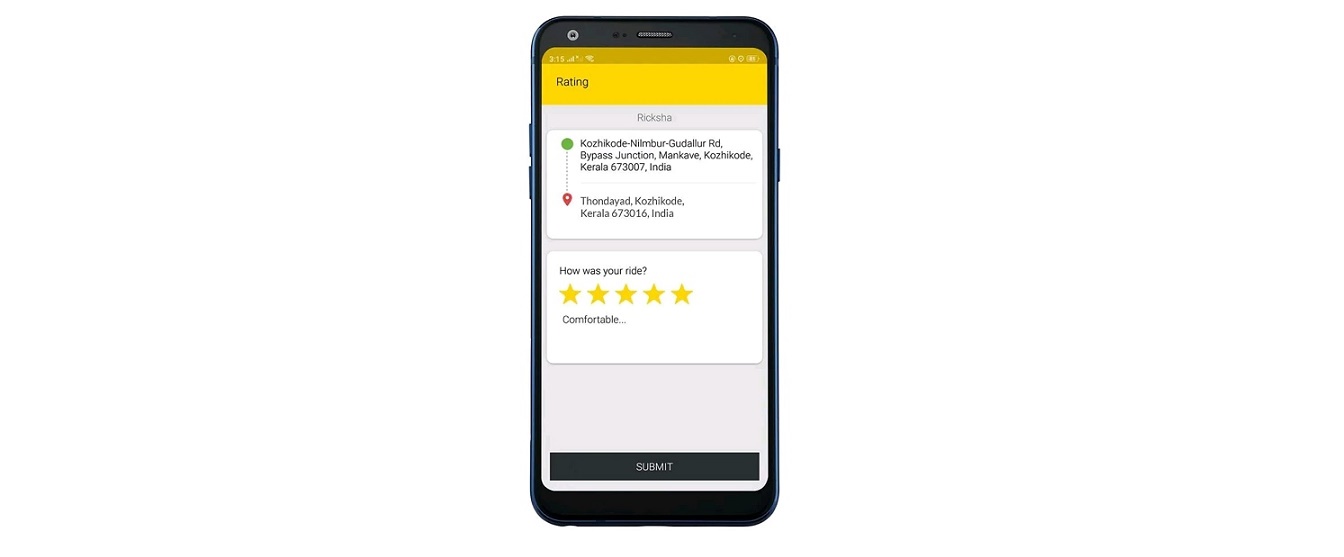 3:15
Rating
Ricksha
Kozhikode-Nilmbur-Gudallur Rd,
Bypass Junction, Mankave, Kozhikode,
Kerala 673007, India
Thondayad, Kozhikode,
Kerala 673016, India
How was your ride?
Comfortable...
SUBMIT